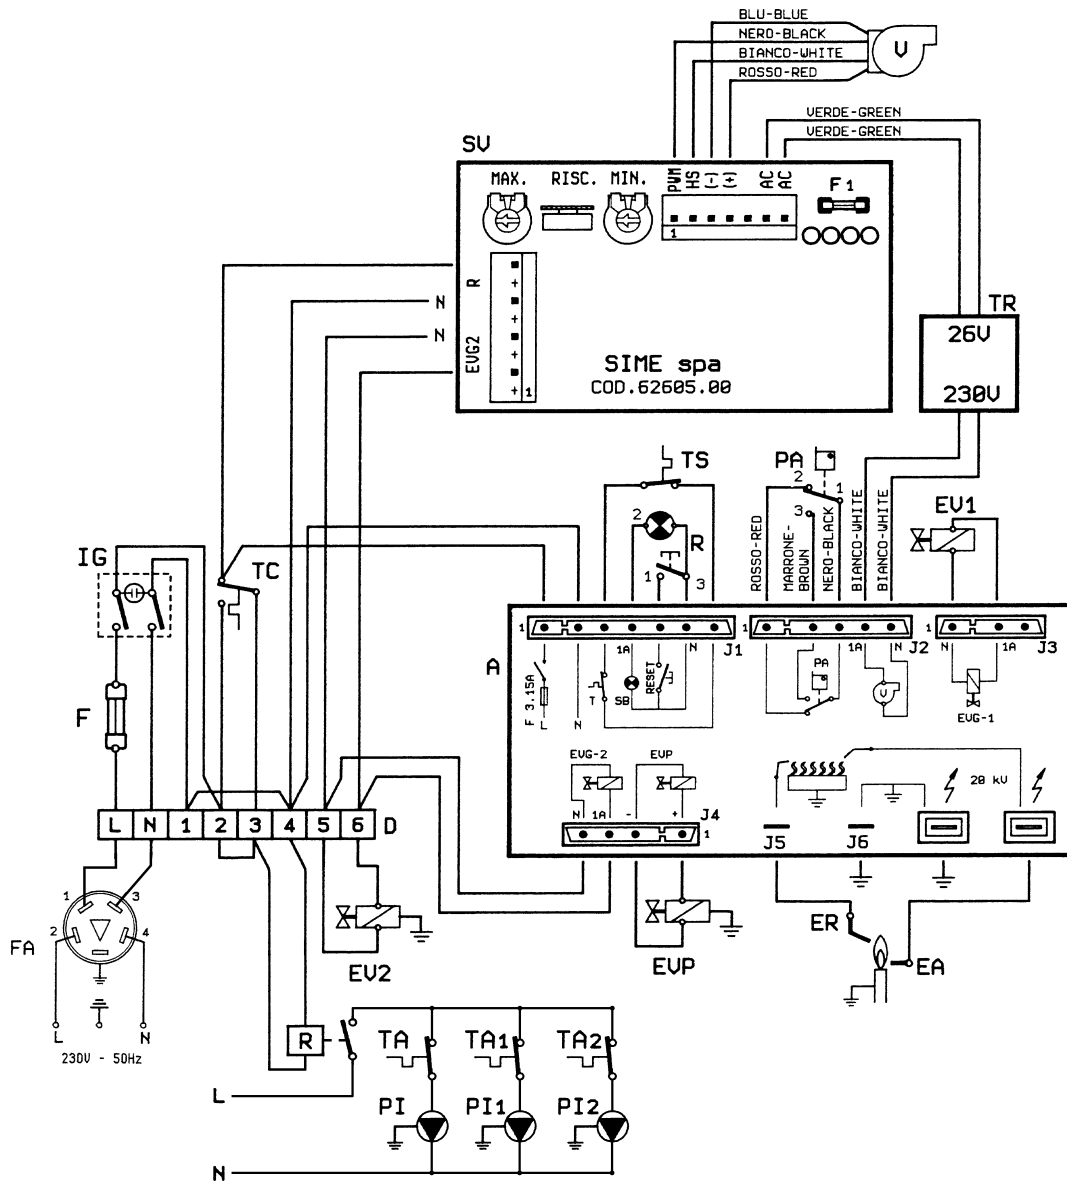 BLU-BLUE
NERO-BLACK
BIANCO-WHITE
ROSSO-RED
V
VERDE-GREEN
VERDE-GREEN
SV
MAX. RISC. MIN.
PWM HS (-) (+) AC AC
F1
1
R
+
+
+
+ 1
EVG2
N
N
SIME spa
COD.62605.00
TR
26V
230V
TS
PA
2 1
3
2
R
1 3
ROSSO-RED
MARRONE-BROWN
NERO-BLACK
BIANCO-WHITE
BIANCO-WHITE
EV1
IG
TC
A
1 J1
1 J2
1 J3
1A N
1A N
N 1A
F 3.15A
L N
T SB
RESET
PA
V
EVG-1
EVG-2 EVP
N 1A - +
J4
1
20 kV
J5 J6
F
L N 1 2 3 4 5 6 D
1 3
2 4
FA
L N
230V - 50Hz
EV2
EVP
ER
EA
R
TA TA1 TA2
L
PI PI1 PI2
N